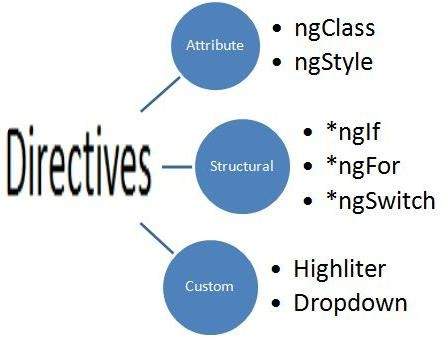 Directives
Attribute
• ngClass
• ngStyle
Structural
• *ngIf
• *ngFor
• *ngSwitch
Custom
• Highliter
• Dropdown